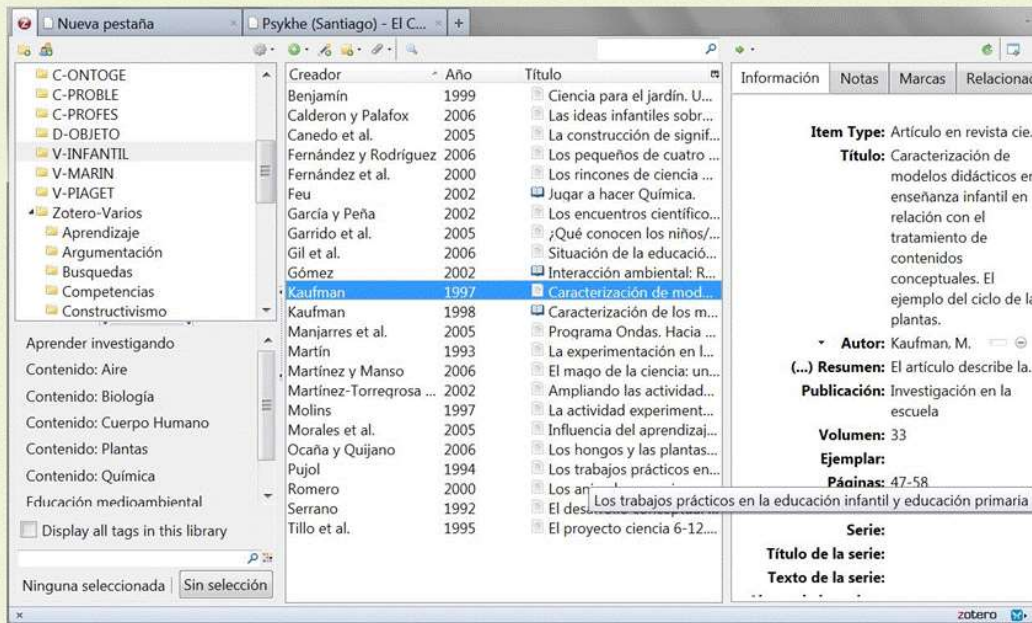 Nueva pestaña
Psykhe (Santiago) - El C...
C-ONTOGE
C-PROBLE
C-PROFES
D-OBJETO
V-INFANTIL
V-MARIN
V-PIAGET
Zotero-Varios
Aprendizaje
Argumentación
Busquedas
Competencias
Constructivismo
Aprender investigando
Contenido: Aire
Contenido: Biología
Contenido: Cuerpo Humano
Contenido: Plantas
Contenido: Química
Educación medioambiental
Display all tags in this library
Ninguna seleccionada Sin selección
Creador Año Título
Benjamín 1999 Ciencia para el jardín. U...
Calderon y Palafox 2006 Las ideas infantiles sobr...
Canedo et al. 2005 La construcción de signif...
Fernández y Rodríguez 2006 Los pequeños de cuatro ...
Fernández et al. 2000 Los rincones de ciencia ...
Feu 2002 Jugar a hacer Química.
García y Peña 2002 Los encuentros científico...
Garrido et al. 2005 ¿Qué conocen los niños/...
Gil et al. 2006 Situación de la educació...
Gómez 2002 Interacción ambiental: R...
Kaufman 1997 Caracterización de mod...
Kaufman 1998 Caracterización de los m...
Manjarres et al. 2005 Programa Ondas. Hacia ...
Martín 1993 La experimentación en l...
Martínez y Manso 2006 El mago de la ciencia: un...
Martínez-Torregrosa ... 2002 Ampliando las actividad...
Molins 1997 La actividad experiment...
Morales et al. 2005 Influencia del aprendizaj...
Ocaña y Quijano 2006 Los hongos y las plantas...
Pujol 1994 Los trabajos prácticos en...
Romero 2000 Los
Serrano 1992 El
Tillo et al. 1995 El proyecto ciencia 6-12....
Los trabajos prácticos en la educación infantil y educación primaria
Información Notas Marcas Relacionad
Item Type: Artículo en revista cie.
Título: Caracterización de
modelos didácticos en
enseñanza infantil en
relación con el
tratamiento de
contenidos
conceptuales. El
ejemplo del ciclo de la
plantas.
Autor: Kaufman, M.
(...) Resumen: El artículo describe la.
Publicación: Investigación en la
escuela
Volumen: 33
Ejemplar:
Páginas: 47-58
Serie:
Título de la serie:
Texto de la serie:
zotero